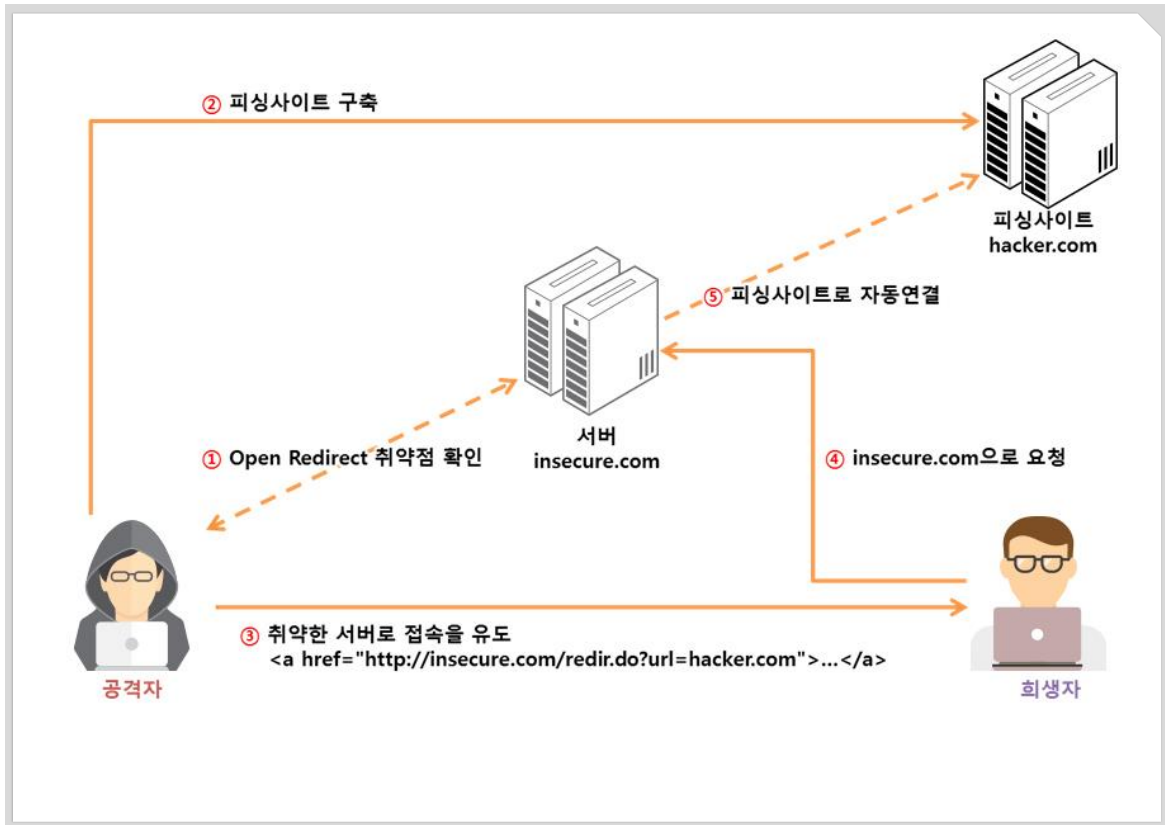 ② 피싱사이트 구축
피싱사이트
hacker.com
⑤ 피싱사이트로 자동연결
서버
insecure.com
① Open Redirect 취약점 확인
④ insecure.com으로 요청
③ 취약한 서버로 접속을 유도
<a href="http://insecure.com/redir.do?url=hacker.com">...</a>
공격자
희생자